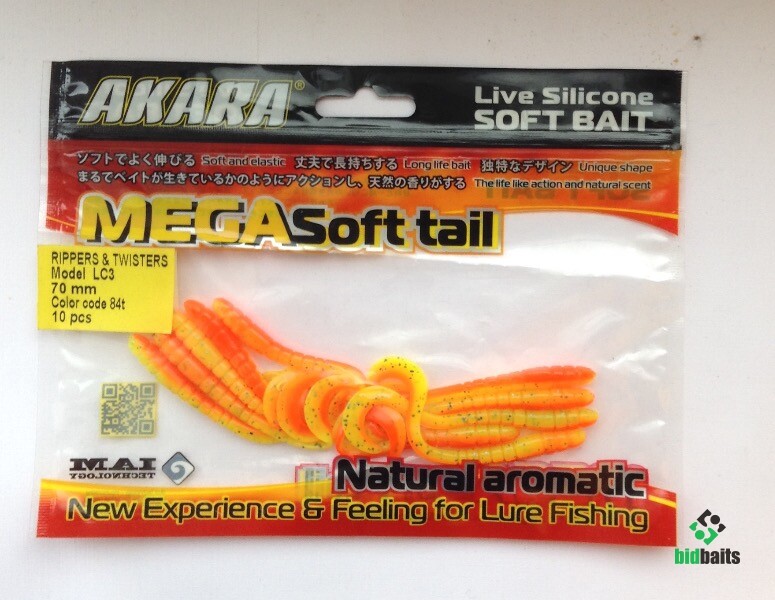 AKARA®
Live Silicone
SOFT BAIT
ソフトでよく伸びる Soft and elastic 丈夫で長持ちする Long life bait 独特なデザイン Unique shape
まるでベイトが生きているかのようにアクションし、天然の香りがする The life like action and natural scent
MEGA Soft tail
RIPPERS & TWISTERS
Model LC3
70 mm
Color code 84t
10 pcs
IAM
TECHNOLOGY
Natural aromatic
New Experience & Feeling for Lure Fishing
bidbaits